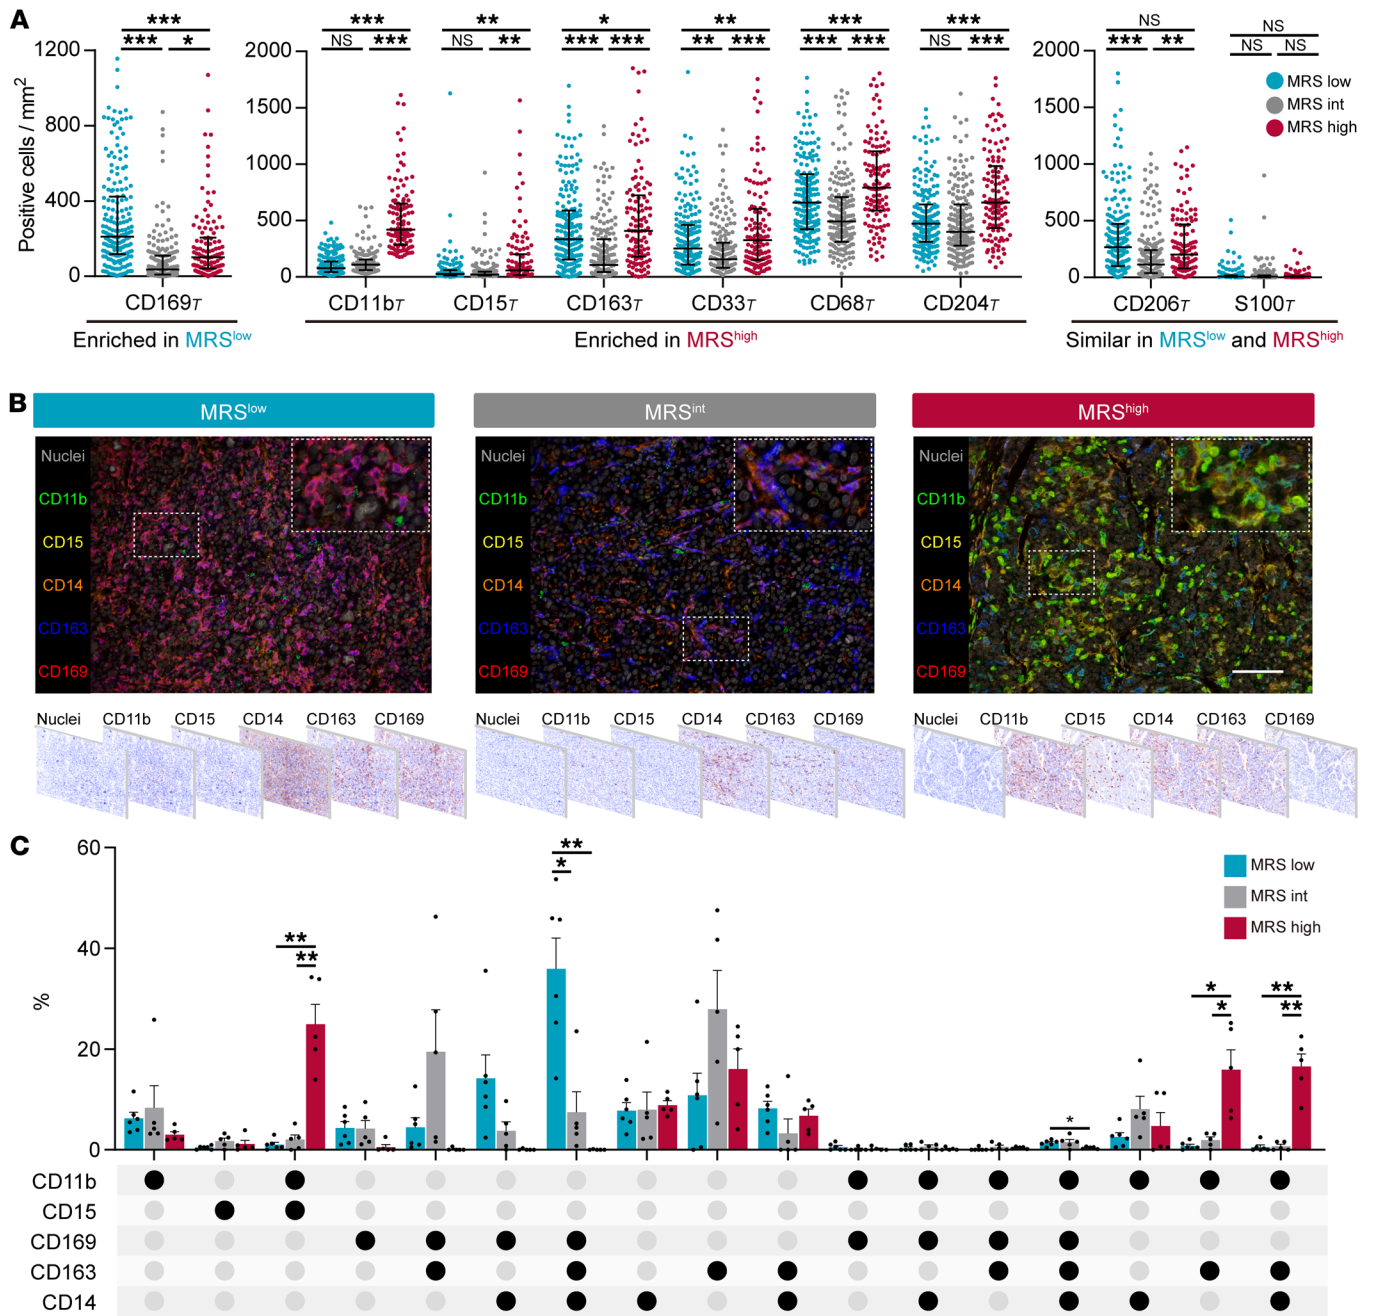 A
*** *** *
*** NS ***
** NS **
* *** ***
** ** ***
*** *** ***
*** NS ***
NS *** **
NS NS NS
Positive cells / mm2
1200
800
400
0
2000
1500
1000
500
0
2000
1500
1000
500
0
MRS low
MRS int
MRS high
CD169T CD11bT CD15T CD163T CD33T CD68T CD204T CD206T S100T
Enriched in MRSlow
Enriched in MRShigh
Similar in MRSlow and MRShigh
B
MRSlow
Nuclei
CD11b
CD15
CD14
CD163
CD169
MRSint
Nuclei
CD11b
CD15
CD14
CD163
CD169
MRShigh
Nuclei
CD11b
CD15
CD14
CD163
CD169
Nuclei CD11b CD15 CD14 CD163 CD169
Nuclei CD11b CD15 CD14 CD163 CD169
Nuclei CD11b CD15 CD14 CD163 CD169
C
%
60
40
20
0
** **
** *
*
* *
** **
MRS low
MRS int
MRS high
CD11b
CD15
CD169
CD163
CD14